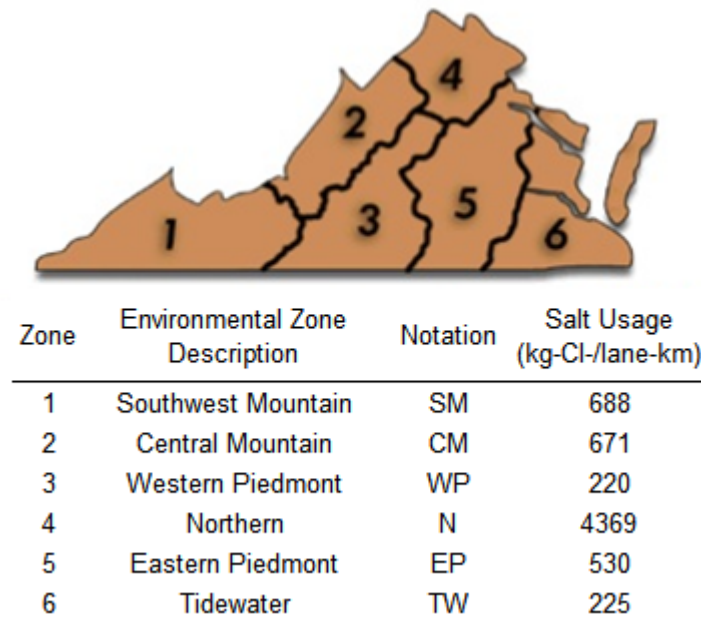 4
2
3
5
1
6
Zone Environmental Zone Description Notation Salt Usage (kg-Cl-/lane-km)
1 Southwest Mountain SM 688
2 Central Mountain CM 671
3 Western Piedmont WP 220
4 Northern N 4369
5 Eastern Piedmont EP 530
6 Tidewater TW 225